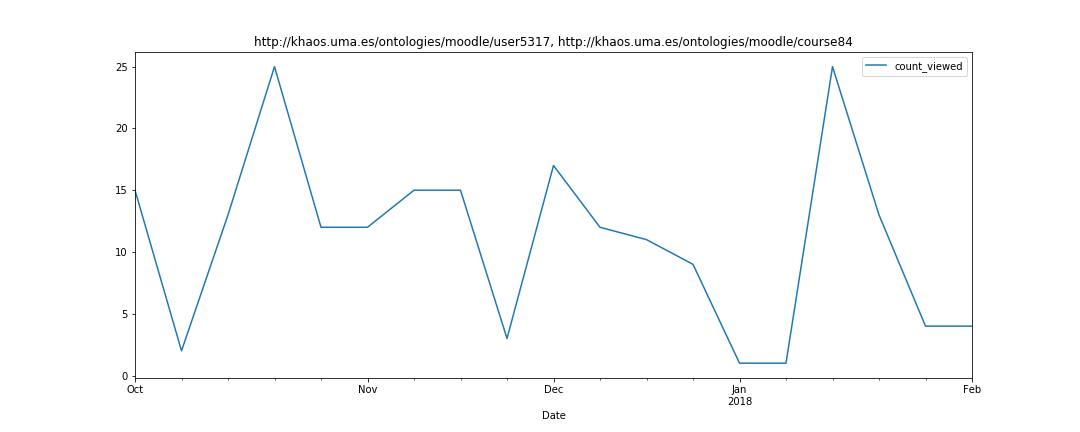 http://khaos.uma.es/ontologies/moodle/user5317, http://khaos.uma.es/ontologies/moodle/course84
count_viewed
25
20
15
10
5
0
Oct
Nov
Dec
Jan
2018
Feb
Date